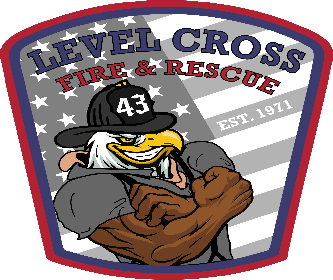 LEVEL CROSS
FIRE & RESCUE
43
EST. 1971